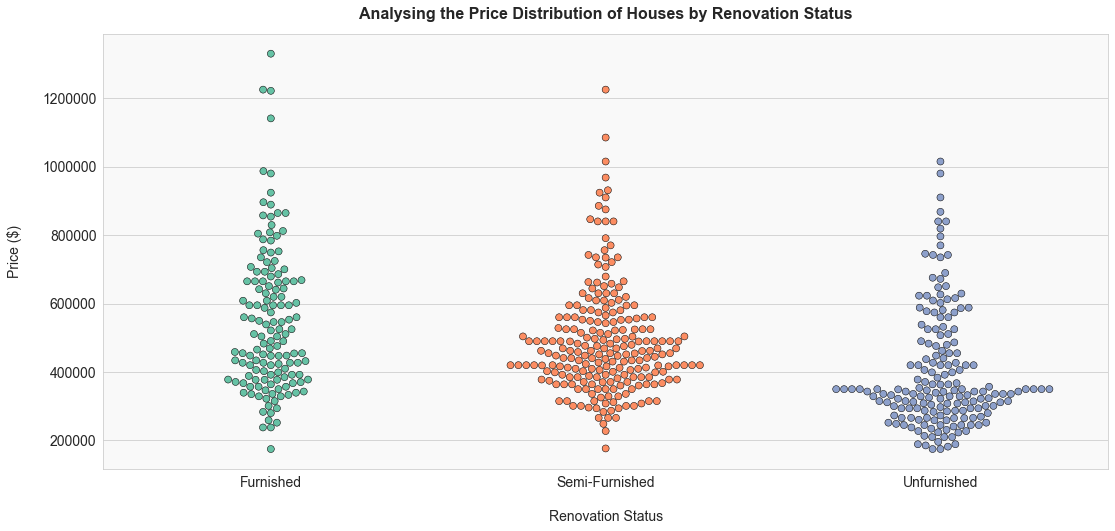 Analysing the Price Distribution of Houses by Renovation Status
Price ($)
1200000
1000000
800000
600000
400000
200000
Furnished Semi-Furnished Unfurnished
Renovation Status